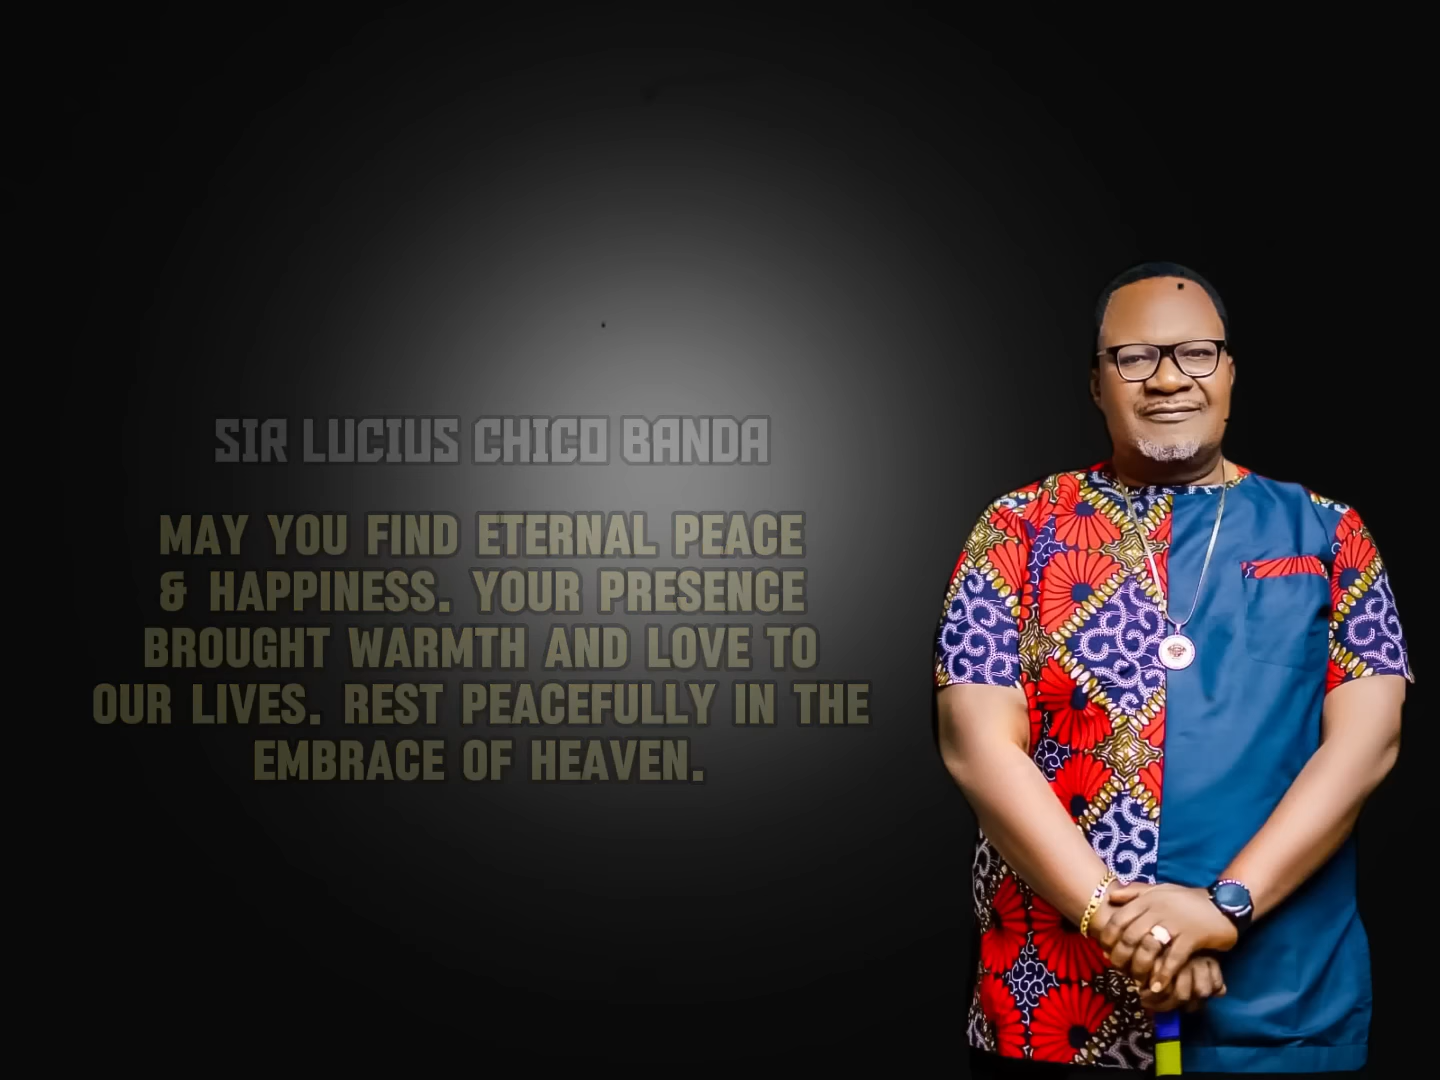 SIR LUCIUS CHICO BANDA
MAY YOU FIND ETERNAL PEACE
& HAPPINESS. YOUR PRESENCE
BROUGHT WARMTH AND LOVE TO
OUR LIVES. REST PEACEFULLY IN THE
EMBRACE OF HEAVEN.